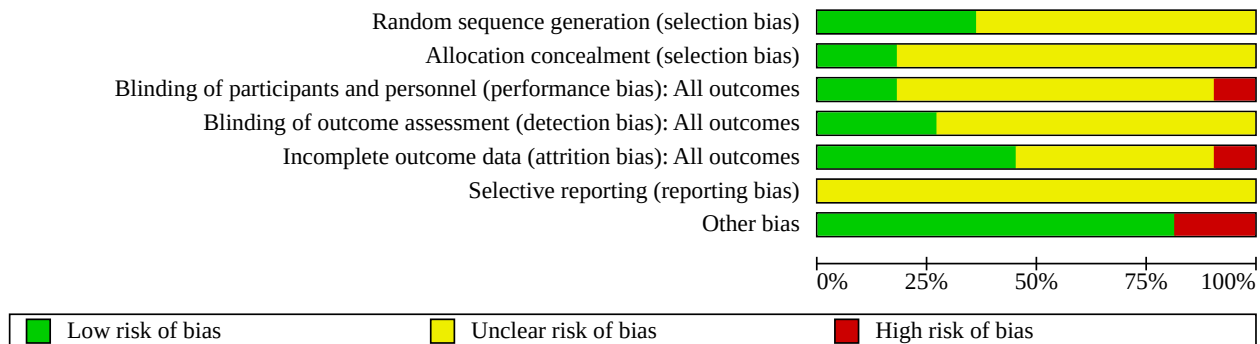 Random sequence generation (selection bias)
Allocation concealment (selection bias)
Blinding of participants and personnel (performance bias): All outcomes
Blinding of outcome assessment (detection bias): All outcomes
Incomplete outcome data (attrition bias): All outcomes
Selective reporting (reporting bias)
Other bias
0% 25% 50% 75% 100%
Low risk of bias Unclear risk of bias High risk of bias